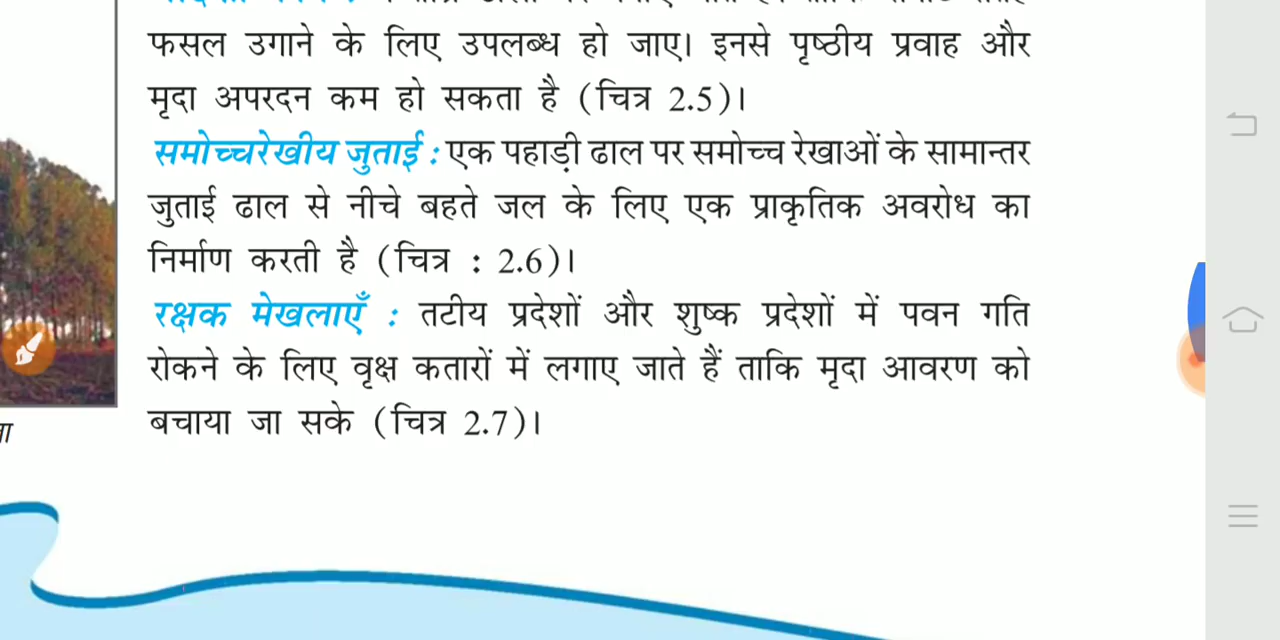 फसल उगाने के लिए उपलब्ध हो जाए। इनसे पृष्ठीय प्रवाह और
मृदा अपरदन कम हो सकता है (चित्र 2.5)।
समोच्चरेखीय जुताई : एक पहाड़ी ढाल पर समोच्च रेखाओं के सामान्तर
जुताई ढाल से नीचे बहते जल के लिए एक प्राकृतिक अवरोध का
निर्माण करती है (चित्र : 2.6)।
रक्षक मेखलाएँ : तटीय प्रदेशों और शुष्क प्रदेशों में पवन गति
रोकने के लिए वृक्ष कतारों में लगाए जाते हैं ताकि मृदा आवरण को
बचाया जा सके (चित्र 2.7)।